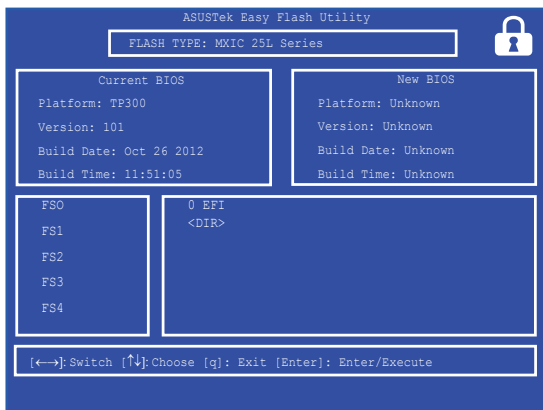 ASUSTek Easy Flash Utility
FLASH TYPE: MXIC 25L Series
Current BIOS
Platform: TP300
Version: 101
Build Date: Oct 26 2012
Build Time: 11:51:05
New BIOS
Platform: Unknown
Version: Unknown
Build Date: Unknown
Build Time: Unknown
FSO
FS1
FS2
FS3
FS4
0 EFI
<DIR>
[←→]: Switch [↑↓]: Choose [q]: Exit [Enter]: Enter/Execute